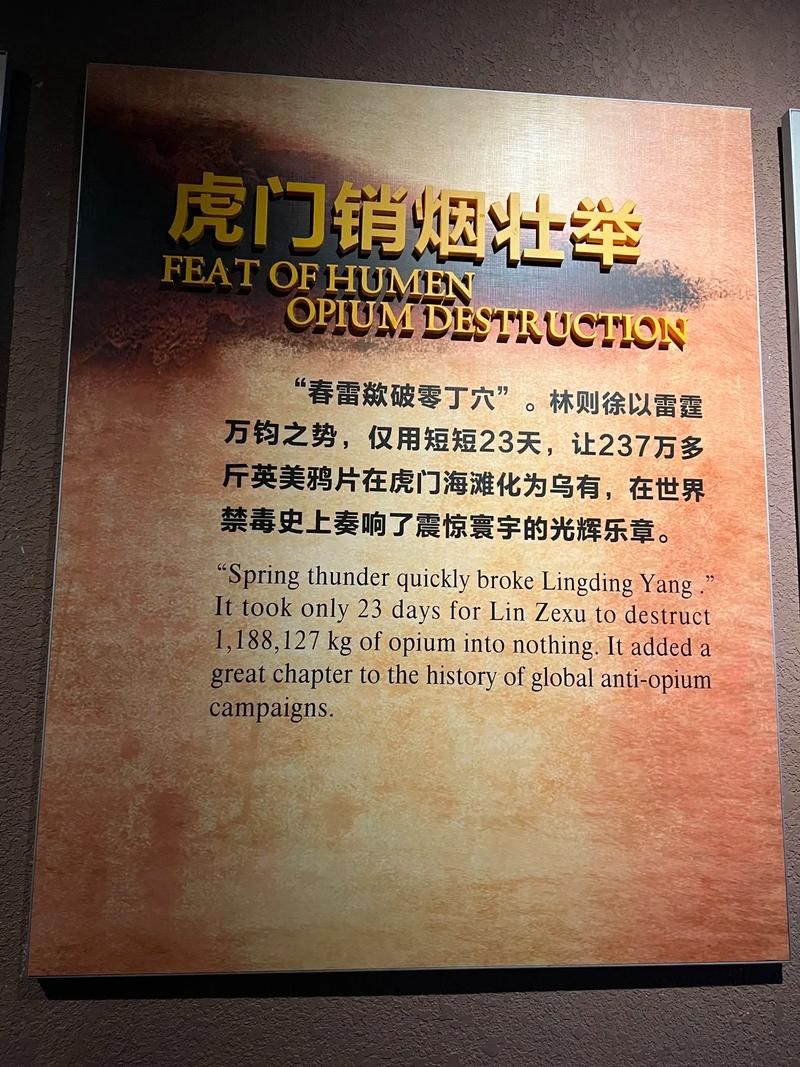 虎门销烟壮举
FEAT OF HUMEN
OPIUM DESTRUCTION
“春雷欻破零丁穴”。林则徐以雷霆
万钧之势，仅用短短23天，让237万多
斤英美鸦片在虎门海滩化为乌有，在世界
禁毒史上奏响了震惊寰宇的光辉乐章。
“Spring thunder quickly broke Lingding Yang .”
It took only 23 days for Lin Zexu to destruct
1,188,127 kg of opium into nothing. It added a
great chapter to the history of global anti-opium
campaigns.